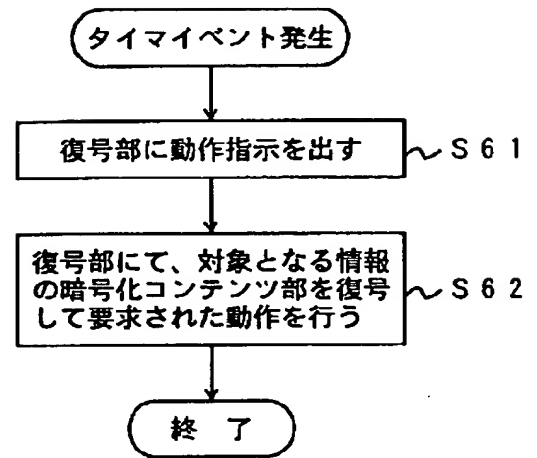 タイマイベント発生
復号部に動作指示を出す
S61
復号部にて、対象となる情報
の暗号化コンテンツ部を復号
して要求された動作を行う
S62
終 了